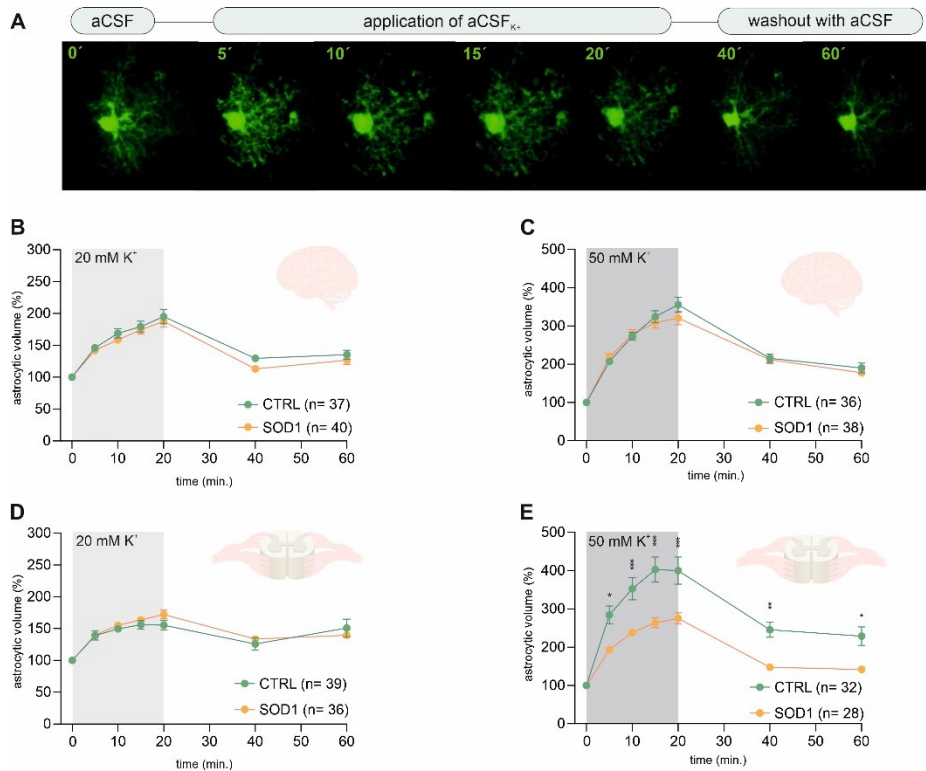 A
aCSF
application of aCSFK+
washout with aCSF
0´
5´
10´
15´
20´
40´
60´
B
300
250
200
150
100
50
0
astrocytic volume (%)
20 mM K+
CTRL (n= 37)
SOD1 (n= 40)
0 10 20 30 40 50 60
time (min.)
C
500
400
300
200
100
0
astrocytic volume (%)
50 mM K+
CTRL (n= 36)
SOD1 (n= 38)
0 10 20 30 40 50 60
time (min.)
D
300
250
200
150
100
50
0
astrocytic volume (%)
20 mM K+
CTRL (n= 39)
SOD1 (n= 36)
0 10 20 30 40 50 60
time (min.)
E
500
400
300
200
100
0
astrocytic volume (%)
50 mM K+
* *** *** *** ** *
CTRL (n= 32)
SOD1 (n= 28)
0 10 20 30 40 50 60
time (min.)